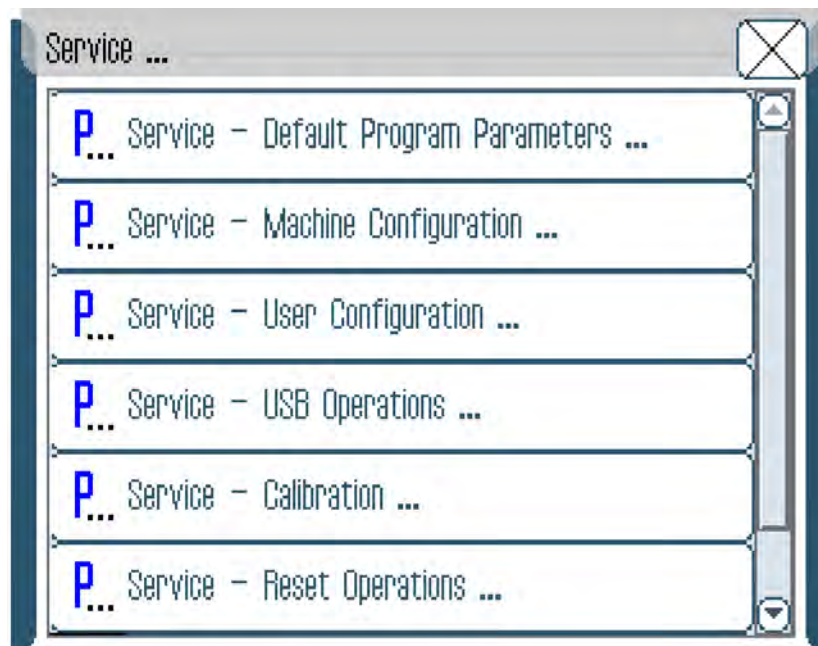 Service ...
P... Service - Default Program Parameters ...
P... Service - Machine Configuration ...
P... Service - User Configuration ...
P... Service - USB Operations ...
P... Service - Calibration ...
P... Service - Reset Operations ...